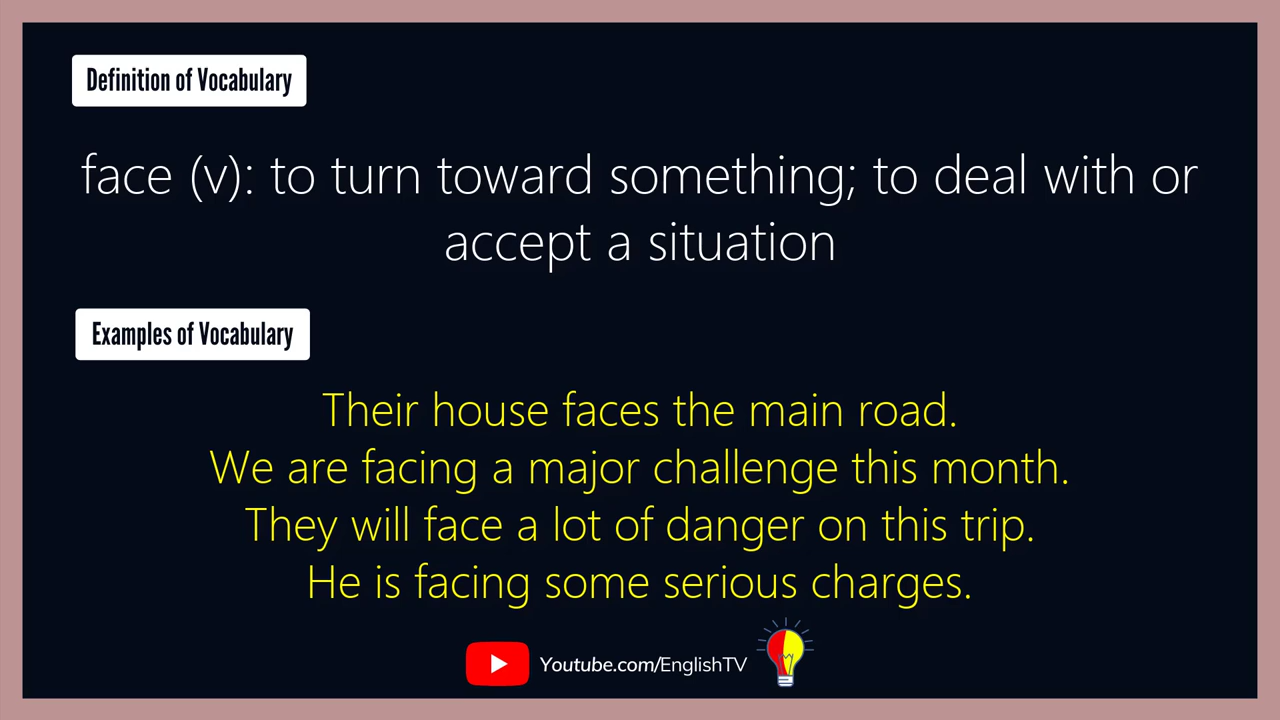 Definition of Vocabulary
face (v): to turn toward something; to deal with or
accept a situation
Examples of Vocabulary
Their house faces the main road.
We are facing a major challenge this month.
They will face a lot of danger on this trip.
He is facing some serious charges.
Youtube.com/EnglishTV